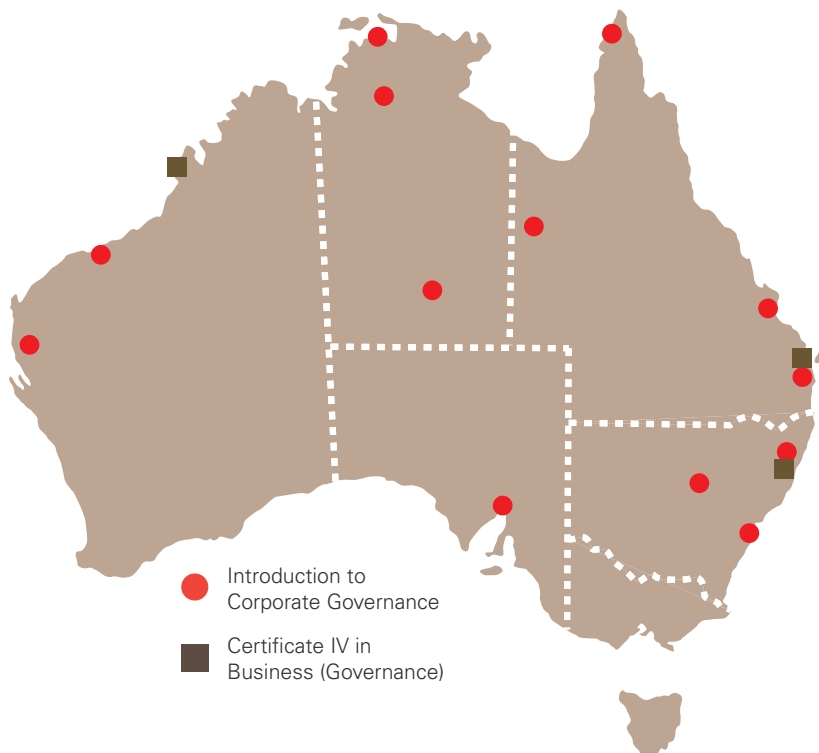 Introduction to
Corporate Governance
Certificate IV in
Business (Governance)